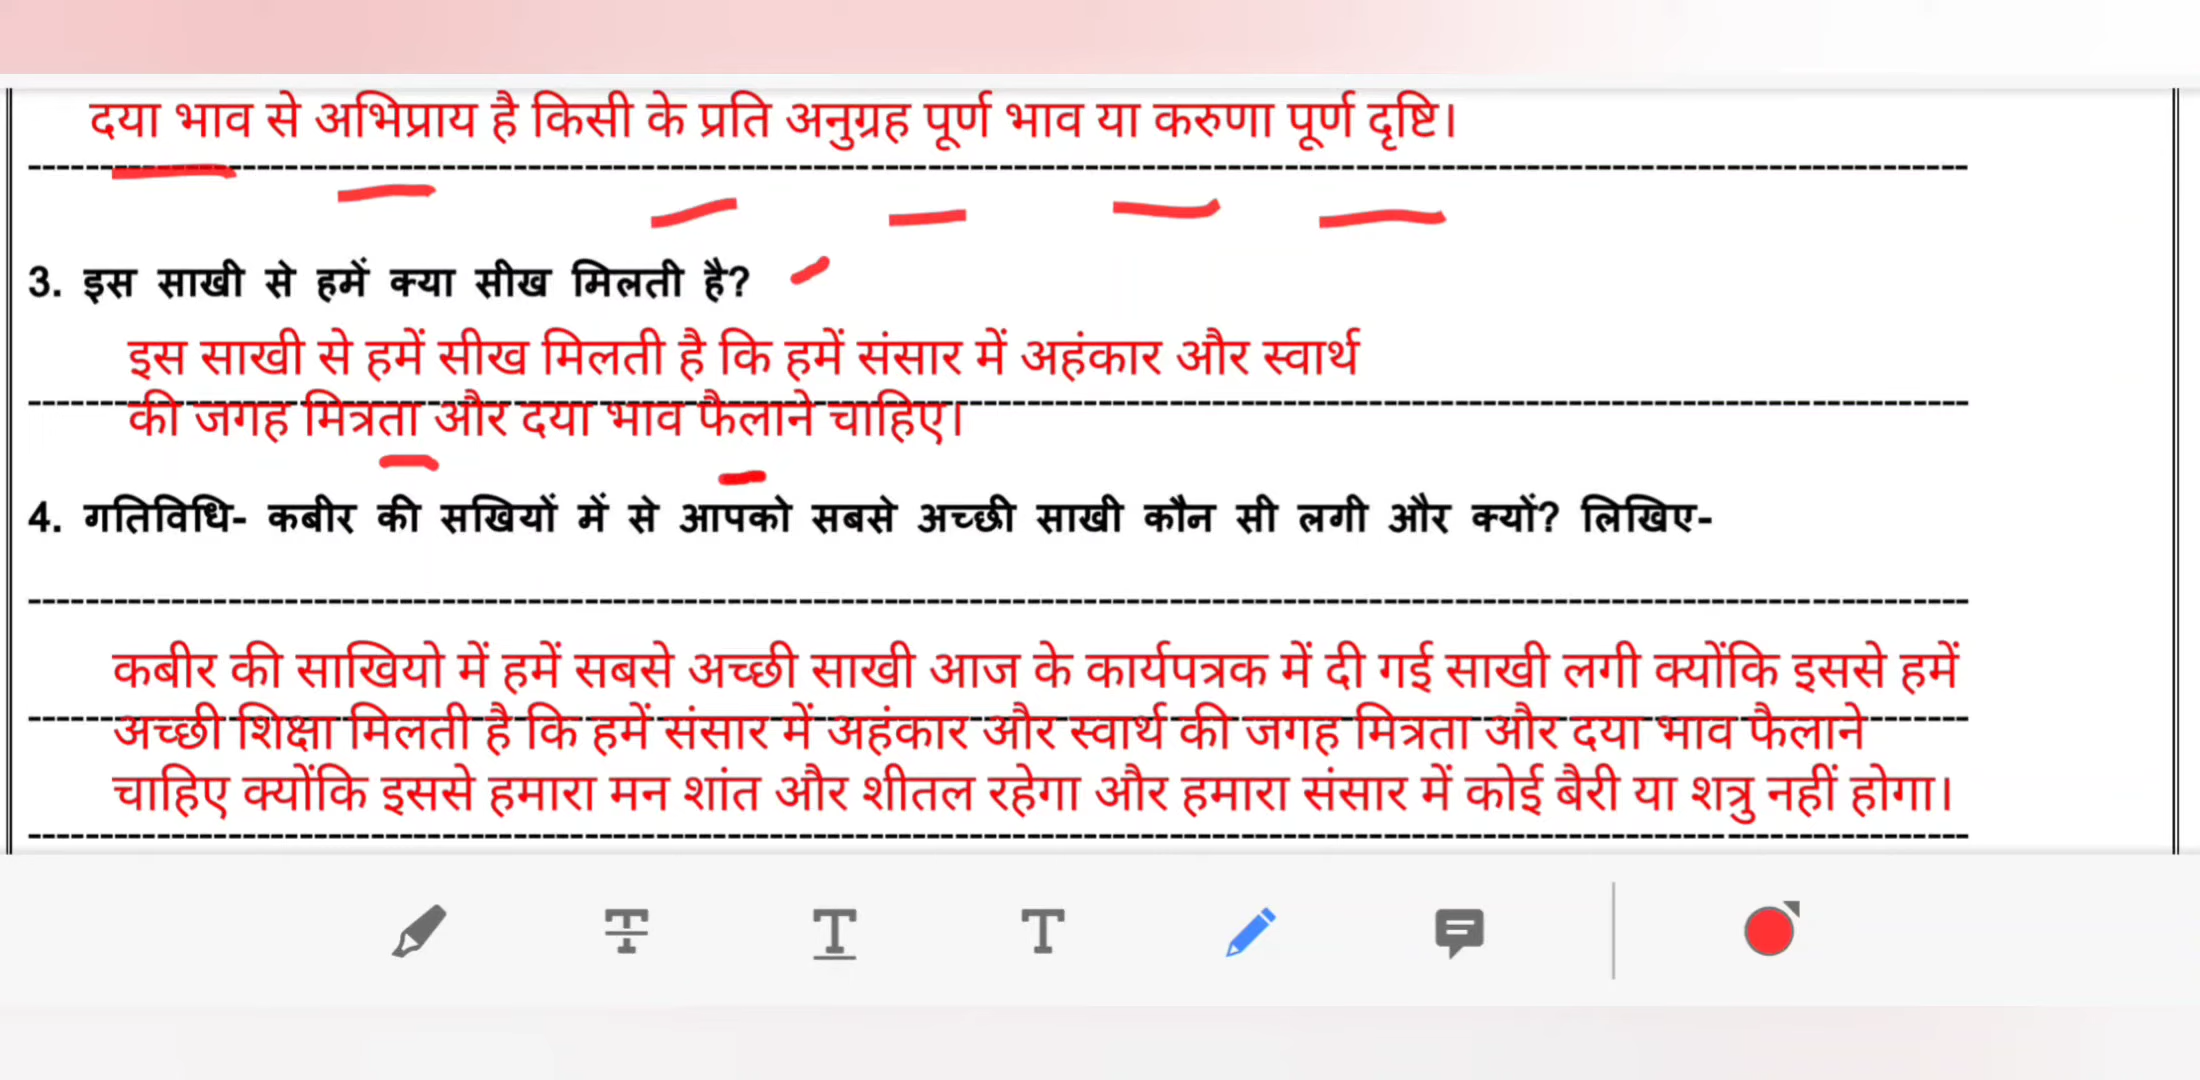 दया भाव से अभिप्राय है किसी के प्रति अनुग्रह पूर्ण भाव या करुणा पूर्ण दृष्टि।
3. इस साखी से हमें क्या सीख मिलती है?
इस साखी से हमें सीख मिलती है कि हमें संसार में अहंकार और स्वार्थ
की जगह मित्रता और दया भाव फैलाने चाहिए।
4. गतिविधि- कबीर की सखियों में से आपको सबसे अच्छी साखी कौन सी लगी और क्यों? लिखिए-
कबीर की साखियो में हमें सबसे अच्छी साखी आज के कार्यपत्रक में दी गई साखी लगी क्योंकि इससे हमें
अच्छी शिक्षा मिलती है कि हमें संसार में अहंकार और स्वार्थ की जगह मित्रता और दया भाव फैलाने
चाहिए क्योंकि इससे हमारा मन शांत और शीतल रहेगा और हमारा संसार में कोई बैरी या शत्रु नहीं होगा।